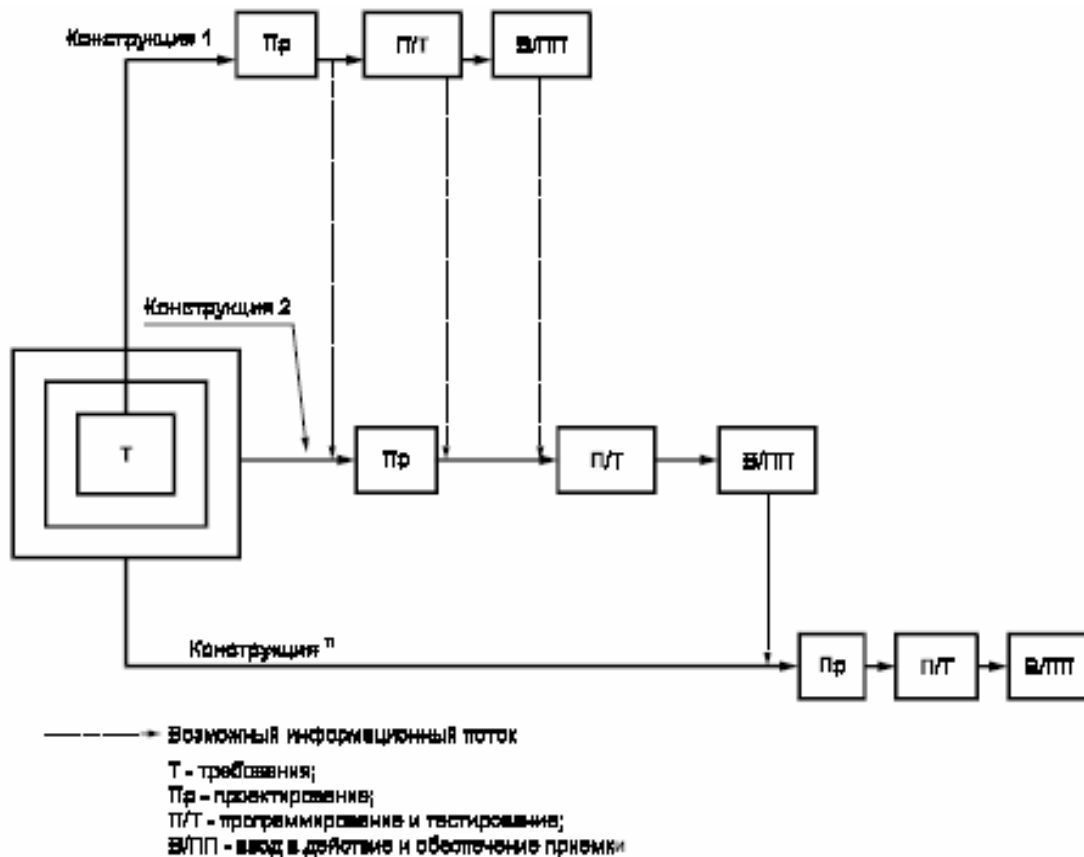 Конструкция 1
Пр
П/Т
В/ПП
Конструкция 2
Т
Пр
П/Т
В/ПП
Конструкция n
Пр
П/Т
В/ПП
Возможный информационный поток
Т - требования;
Пр - проектирование;
П/Т - программирование и тестирование;
В/ПП - ввод в действие и обеспечение приемки